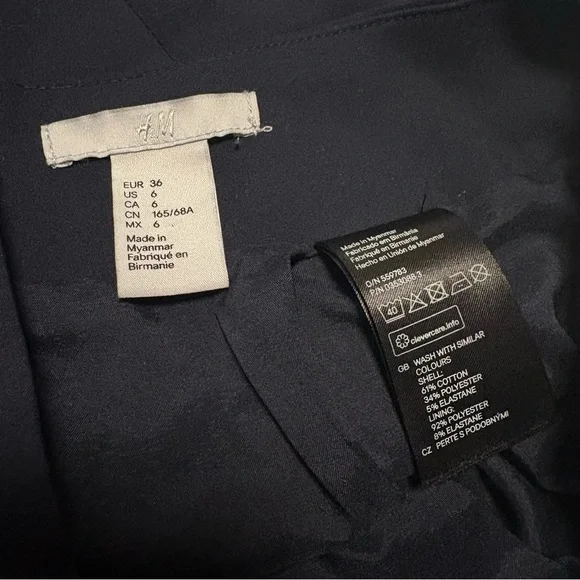 H&M
EUR 36
US 6
CA 6
CN 165/68A
MX 6
Made in
Myanmar
Fabriqué en
Birmanie
Made in Myanmar
Fabricado em Birmânia
Fabriqué en Birmanie
Hecho en Unión de Myanmar
O/N 559783
40
clevercare.info
GB WASH WITH SIMILAR
COLOURS
SHELL:
61% COTTON
34% POLYESTER
5% ELASTANE
LINING:
92% POLYESTER
8% ELASTANE
CZ PERTE S PODOBNÝMI